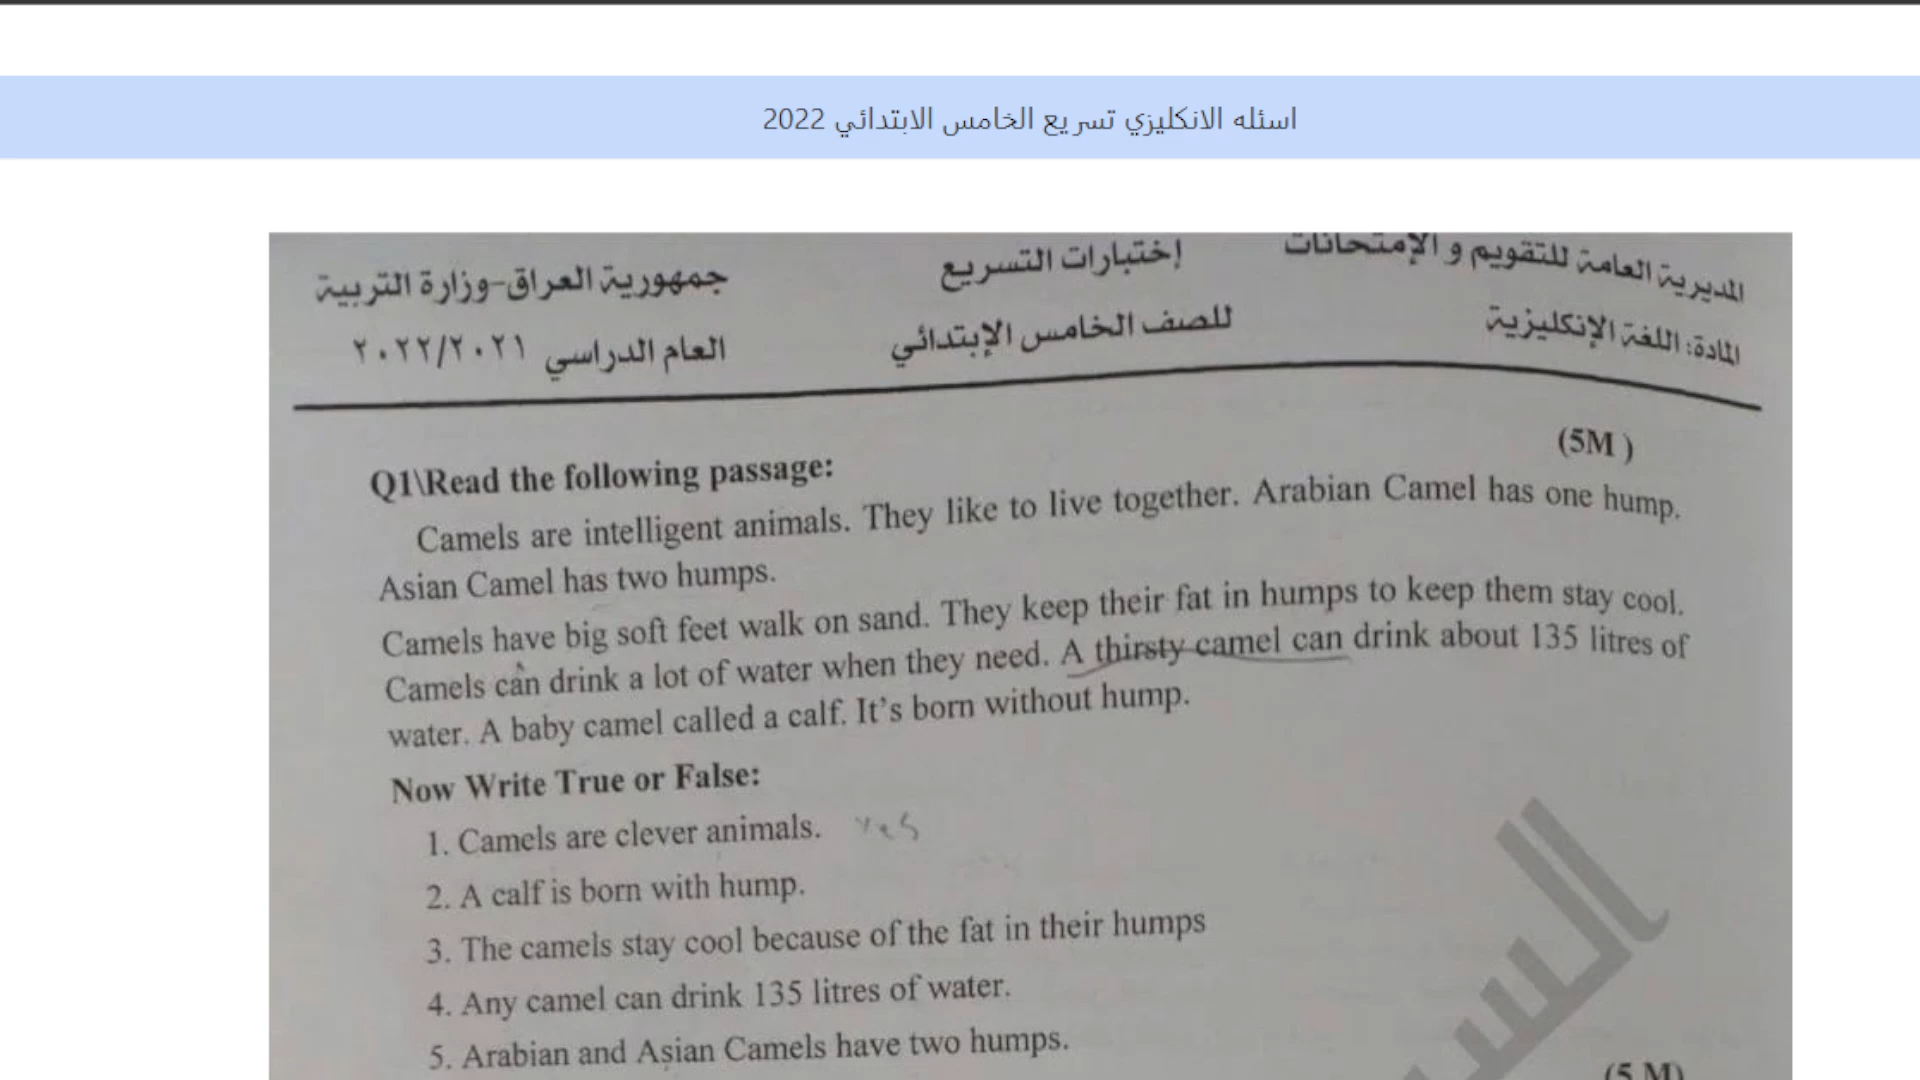 اسئله الانكليزي تسريع الخامس الابتدائي 2022
المديرية العامة للتقويم و الإمتحانات
إختبارات التسريع
جمهورية العراق-وزارة التربية
المادة: اللغة الإنكليزية
للصف الخامس الإبتدائي
العام الدراسي ٢٠٢٢/٢٠٢١
(5M )
Q1\Read the following passage:
Camels are intelligent animals. They like to live together. Arabian Camel has one hump.
Asian Camel has two humps.
Camels have big soft feet walk on sand. They keep their fat in humps to keep them stay cool.
Camels can drink a lot of water when they need. A thirsty camel can drink about 135 litres of
water. A baby camel called a calf. It's born without hump.
Now Write True or False:
1. Camels are clever animals. Yes
2. A calf is born with hump.
3. The camels stay cool because of the fat in their humps
4. Any camel can drink 135 litres of water.
5. Arabian and Asian Camels have two humps.
(5 M)